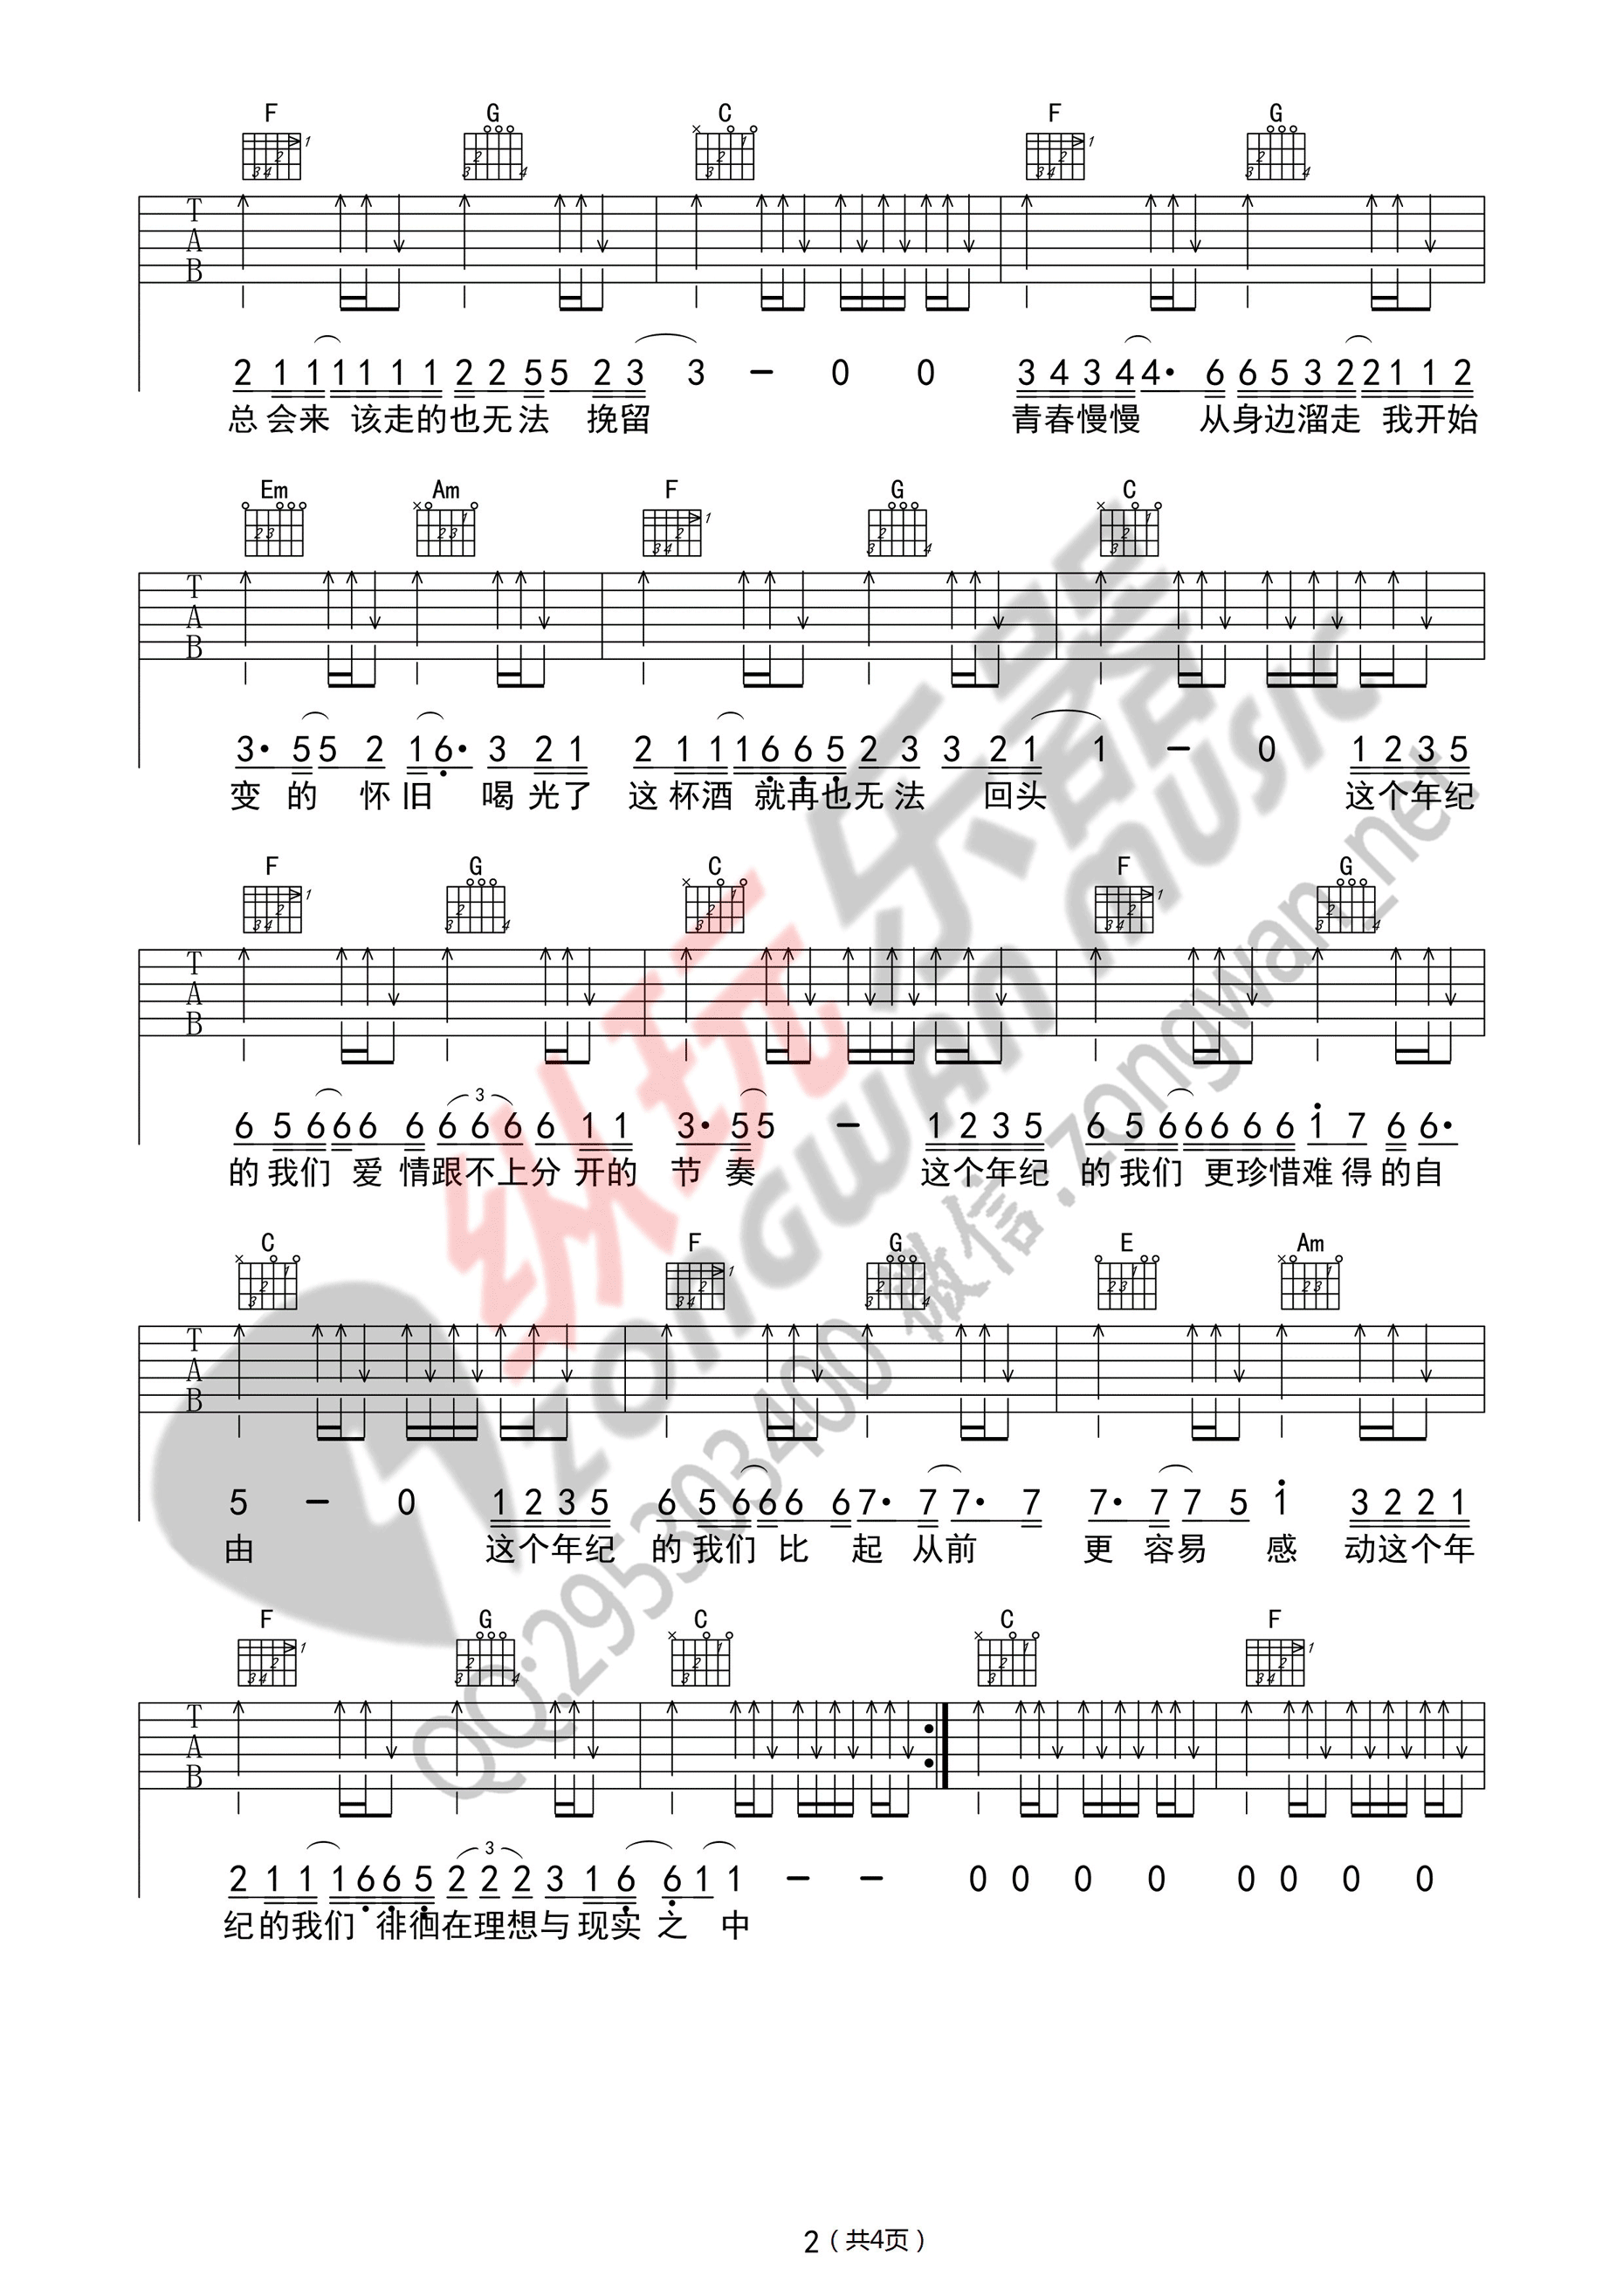 F G C F G
T A B
2 1 1 1 1 1 1 2 2 5 5 2 3 3 — 0 0 3 4 3 4 4· 6 6 5 3 2 2 1 1 2
总会来 该走的也无法 挽留 青春慢慢 从身边溜走 我开始
Em Am F G C
T A B
3· 5 5 2 1 6· 3 2 1 2 1 1 1 6 6 5 2 3 3 2 1 1 — 0 1 2 3 5
变的 怀旧 喝光了 这杯酒 就再也无法 回头 这个年纪
F G C F G
T A B
3
6 5 6 6 6 6 6 6 6 6 1 1 3· 5 5 — 1 2 3 5 6 5 6 6 6 6 6 1 7 6 6·
的我们 爱情跟不上分开的 节奏 这个年纪 的我们 更珍惜难得的自
C F G E Am
T A B
5 — 0 1 2 3 5 6 5 6 6 6 6 7· 7 7· 7 7· 7 7 5 1 3 2 2 1
由 这个年纪 的我们 比起从前 更容易 感动这个年
F G C C F
T A B
3
2 1 1 1 6 6 5 2 2 2 3 1 6 6 1 1 — — 0 0 0 0 0 0 0 0
纪的我们 徘徊在理想与现实 之中
纵玩乐器
ZONGWAN MUSIC
QQ:295303400 微信:zongwan_net
2（共4页）